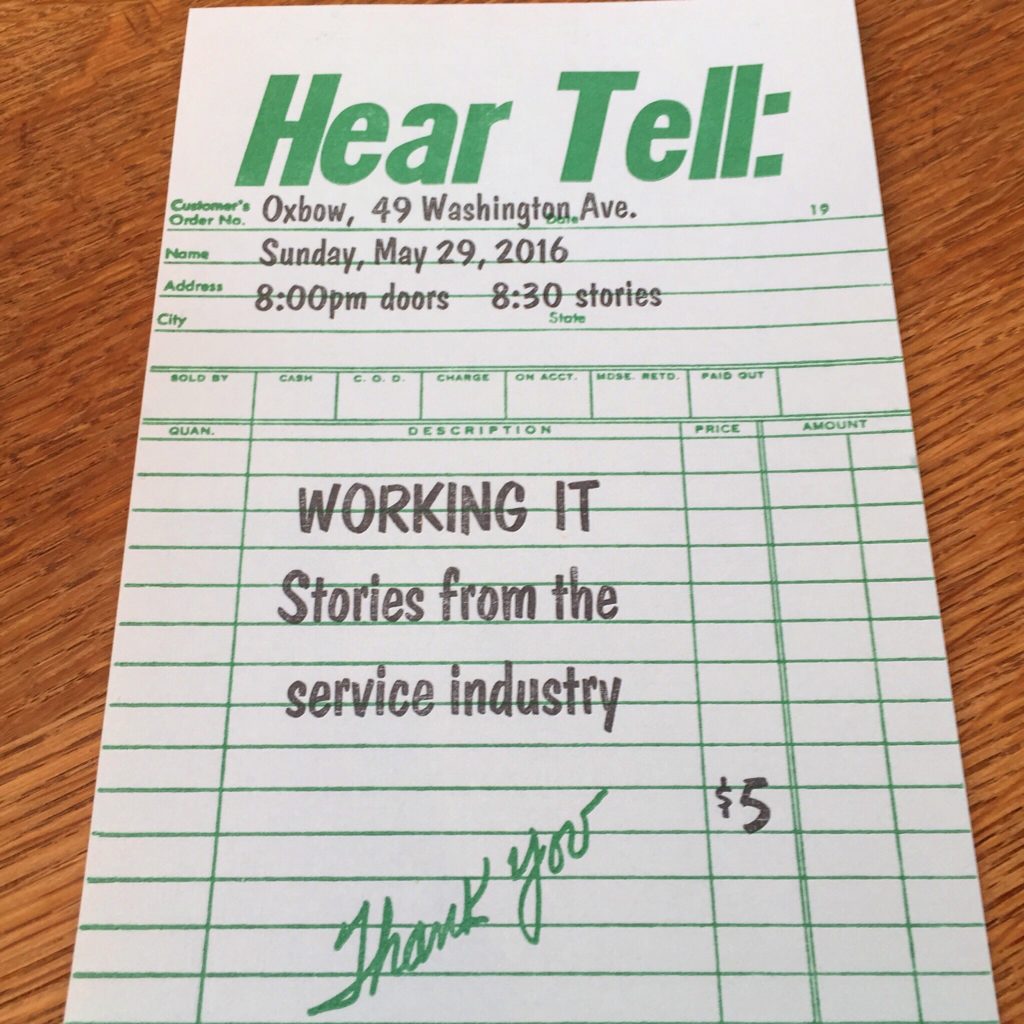 Hear Tell:
Customer's
Order No. Oxbow, 49 Washington Ave. Date 19
Name Sunday, May 29, 2016
Address 8:00pm doors 8:30 stories
City State
SOLD BY CASH C. O. D. CHARGE ON ACCT. MDSE. RETD. PAID OUT
QUAN. DESCRIPTION PRICE AMOUNT
WORKING IT
Stories from the
service industry
$5
Thank you